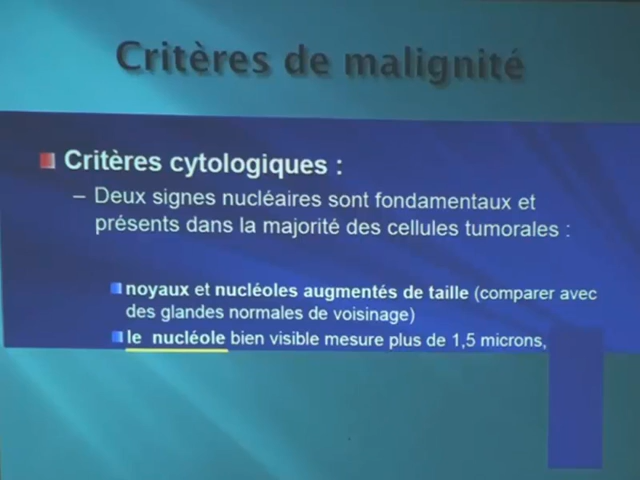 Critères de malignité
Critères cytologiques :
– Deux signes nucléaires sont fondamentaux et
présents dans la majorité des cellules tumorales :
noyaux et nucléoles augmentés de taille (comparer avec
des glandes normales de voisinage)
le nucléole bien visible mesure plus de 1,5 microns,